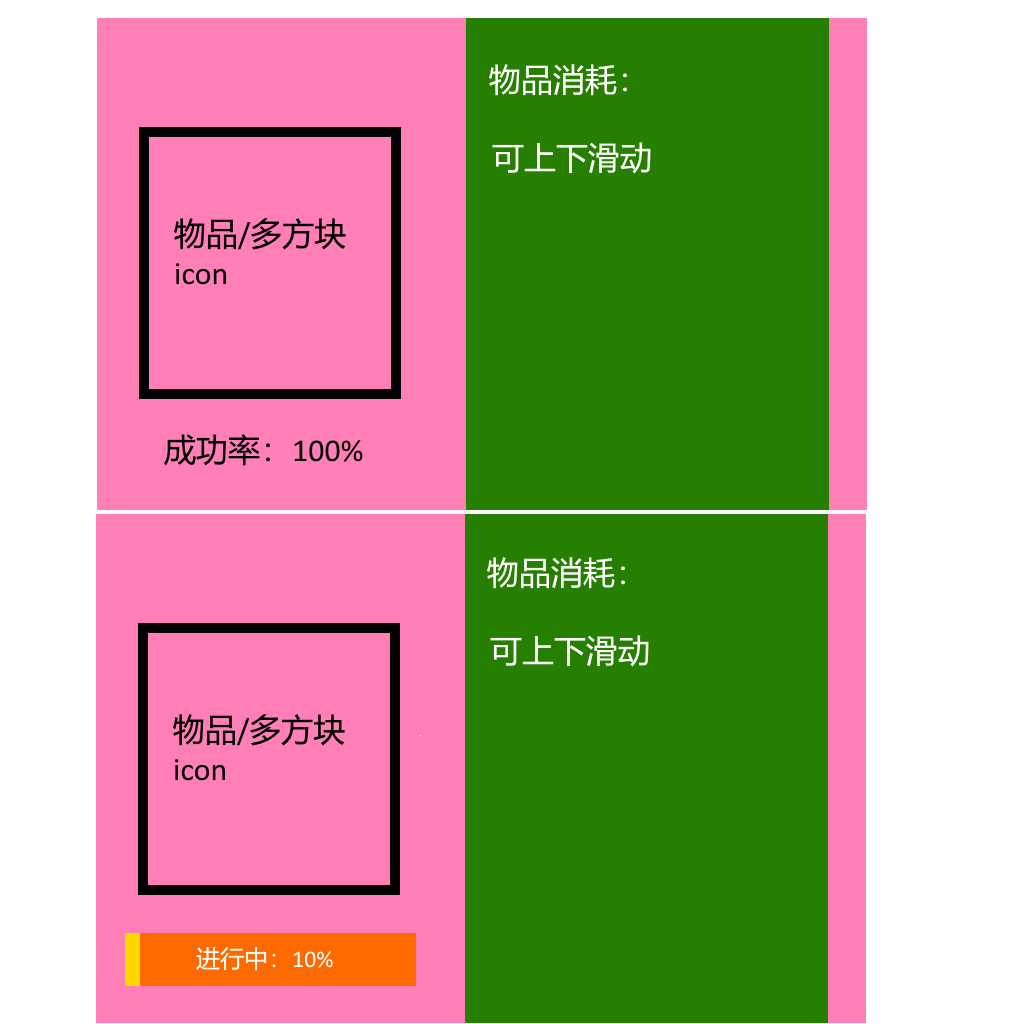 物品消耗：
可上下滑动
物品/多方块
icon
成功率：100%
物品消耗：
可上下滑动
物品/多方块
icon
进行中：10%